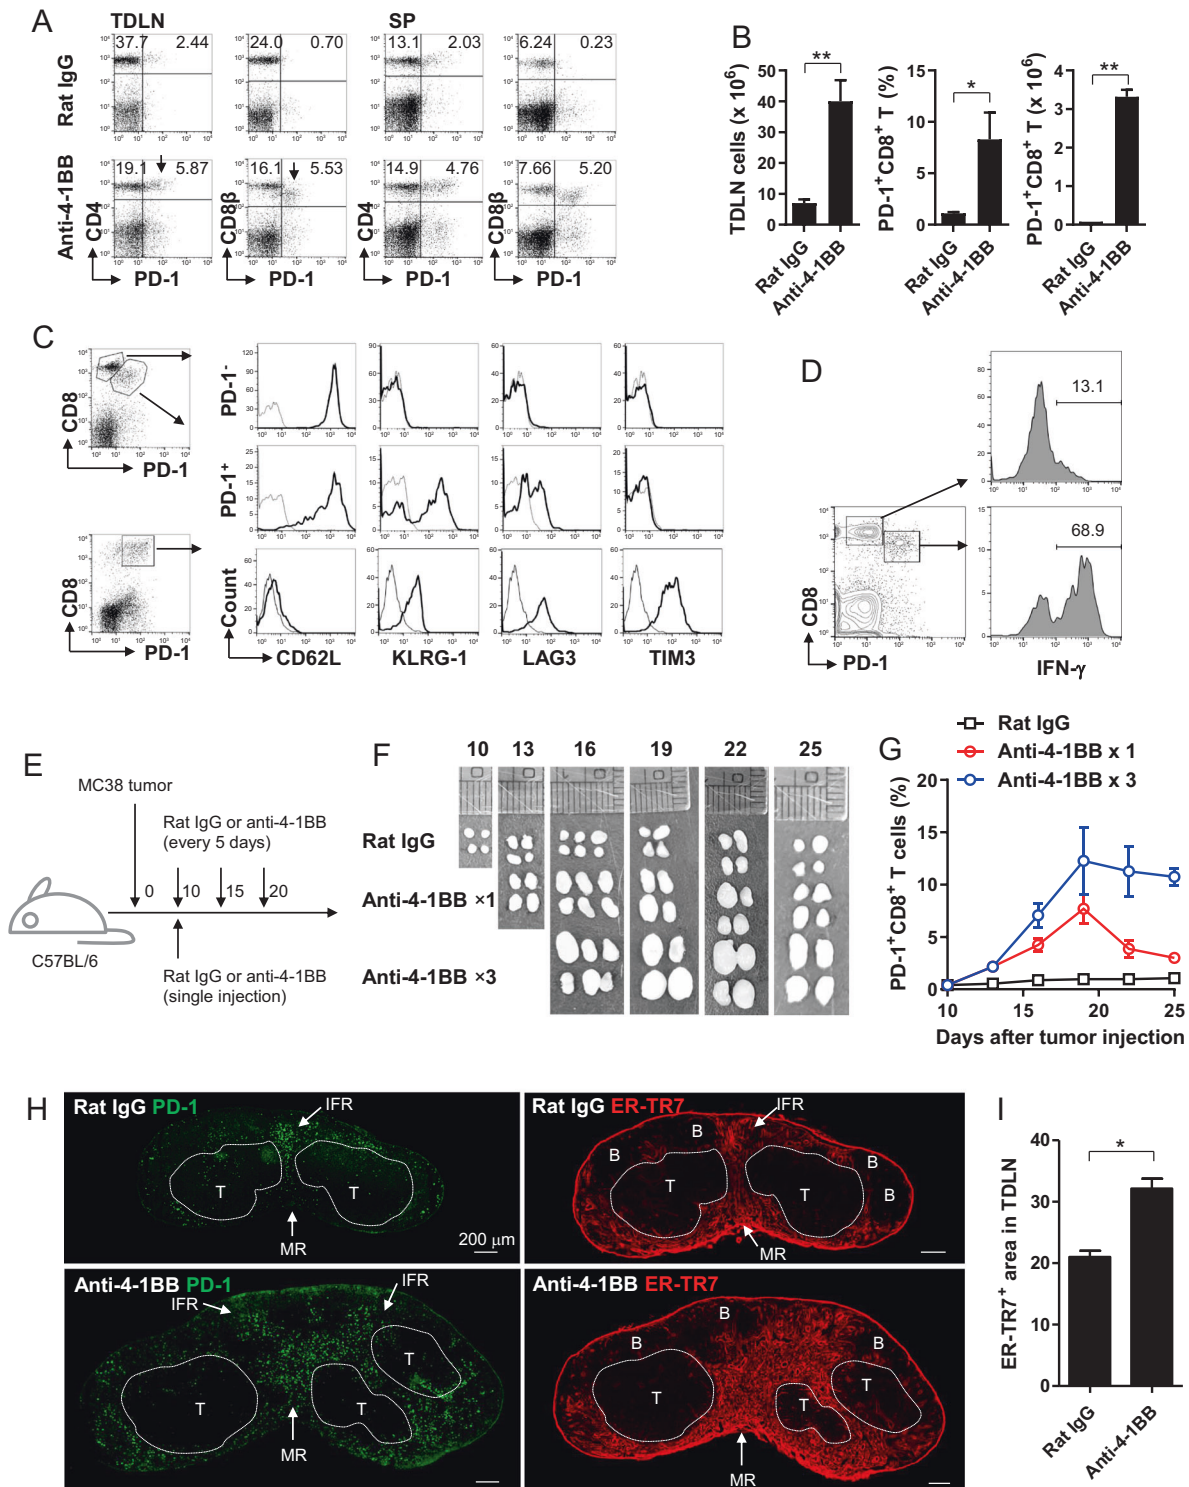 A
TDLN
SP
Rat IgG
37.7 2.44
24.0 0.70
13.1 2.03
6.24 0.23
Anti-4-1BB
19.1 5.87
16.1 5.53
14.9 4.76
7.66 5.20
CD4
CD8β
CD4
CD8β
PD-1
PD-1
PD-1
PD-1
B
TDLN cells (x 10⁶)
50
40
30
20
10
0
**
Rat IgG
Anti-4-1BB
PD-1⁺CD8⁺ T (%)
15
10
5
0
*
Rat IgG
Anti-4-1BB
PD-1⁺CD8⁺ T (x 10⁶)
4
3
2
1
0
**
Rat IgG
Anti-4-1BB
C
CD8
PD-1
CD8
PD-1
PD-1⁻
PD-1⁺
Count
CD62L
KLRG-1
LAG3
TIM3
D
CD8
PD-1
13.1
68.9
IFN-γ
E
MC38 tumor
Rat IgG or anti-4-1BB
(every 5 days)
0 10 15 20
C57BL/6
Rat IgG or anti-4-1BB
(single injection)
F
10 13 16 19 22 25
Rat IgG
Anti-4-1BB ×1
Anti-4-1BB ×3
G
Rat IgG
Anti-4-1BB x 1
Anti-4-1BB x 3
PD-1⁺CD8⁺ T cells (%)
20
15
10
5
0
10 15 20 25
Days after tumor injection
H
Rat IgG PD-1
IFR
T
T
MR
200 μm
Rat IgG ER-TR7
IFR
B
B
B
B
T
T
MR
Anti-4-1BB PD-1
IFR
IFR
T
T
T
MR
Anti-4-1BB ER-TR7
B
B
B
T
T
T
MR
I
ER-TR7⁺ area in TDLN
40
30
20
10
0
*
Rat IgG
Anti-4-1BB